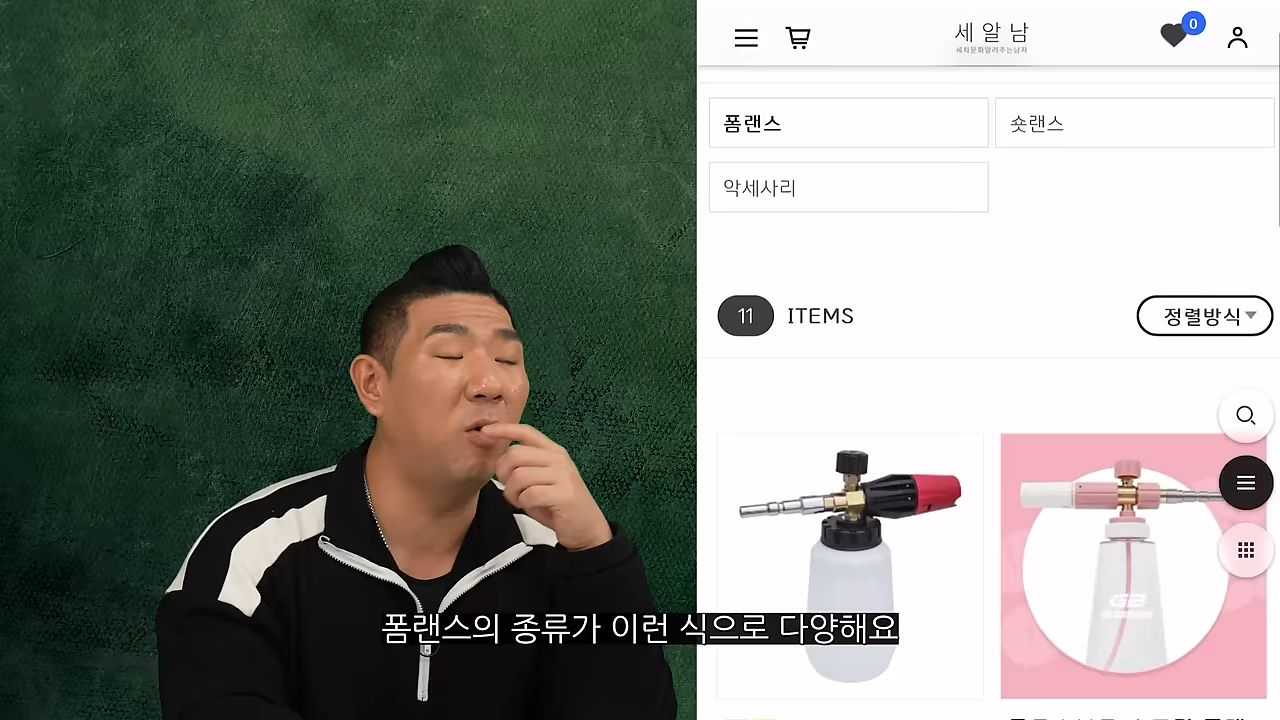 세알남
세차문화알려주는남자
0
폼랜스
숏랜스
악세사리
11 ITEMS
정렬방식
GB
폼랜스의 종류가 이런 식으로 다양해요